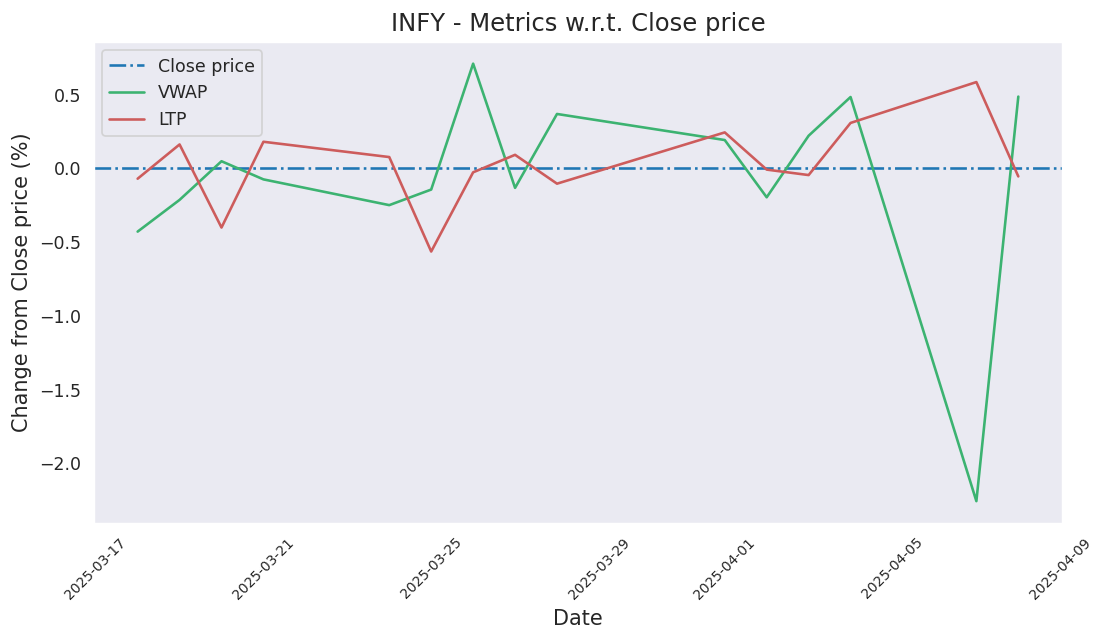 INFY - Metrics w.r.t. Close price
Close price
VWAP
LTP
Change from Close price (%)
0.5
0.0
−0.5
−1.0
−1.5
−2.0
2025-03-17
2025-03-21
2025-03-25
2025-03-29
2025-04-01
2025-04-05
2025-04-09
Date